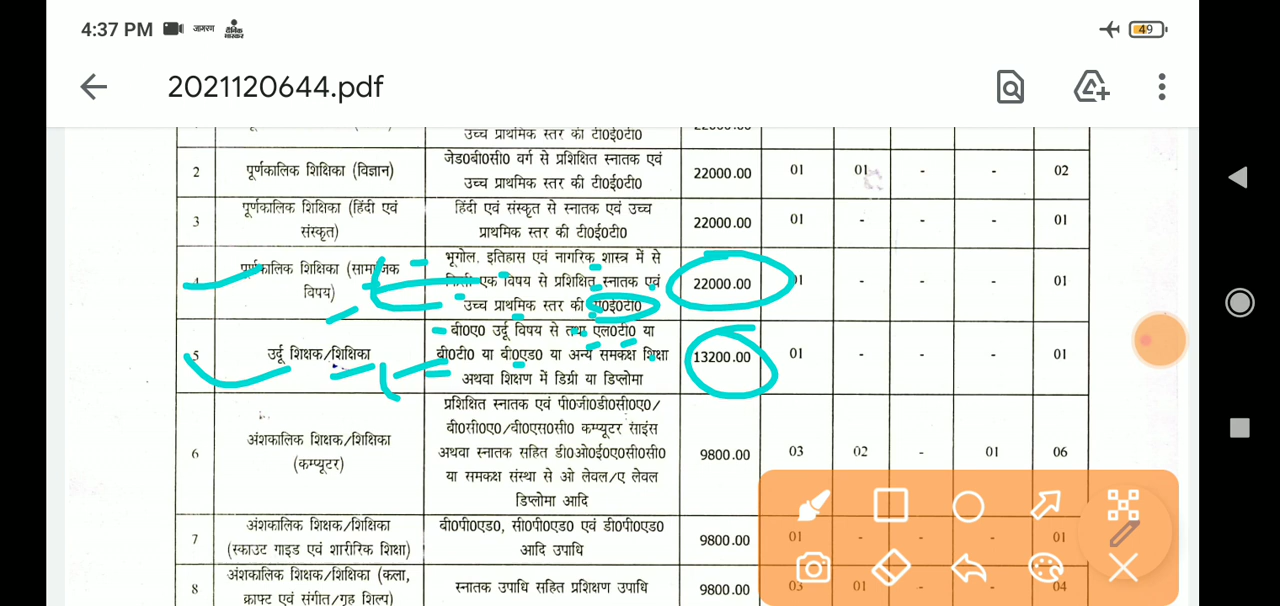 4:37 PM जागरण दैनिक भास्कर 49
2021120644.pdf
उच्च प्राथमिक स्तर की टी0ई0टी0
2 पूर्णकालिक शिक्षिका (विज्ञान) जेड0बी0सी0 वर्ग से प्रशिक्षित स्नातक एवं 22000.00 01 01 - - 02
उच्च प्राथमिक स्तर की टी0ई0टी0
3 पूर्णकालिक शिक्षिका (हिंदी एवं हिंदी एवं संस्कृत से स्नातक एवं उच्च 22000.00 01 - - - 01
संस्कृत) प्राथमिक स्तर की टी0ई0टी0
4 पूर्णकालिक शिक्षिका (सामाजिक भूगोल, इतिहास एवं नागरिक शास्त्र में से
विषय) किसी एक विषय से प्रशिक्षित स्नातक एवं 22000.00 01 - - - 01
उच्च प्राथमिक स्तर की टी0ई0टी0
5 उर्दू शिक्षक/शिक्षिका बी0ए0 उर्दू विषय से तथा एल0टी0 या
बी0टी0 या बी0एड0 या अन्य समकक्ष शिक्षा 13200.00 01 - - - 01
अथवा शिक्षण में डिग्री या डिप्लोमा
6 अंशकालिक शिक्षक/शिक्षिका प्रशिक्षित स्नातक एवं पी0जी0डी0सी0ए0/
(कम्प्यूटर) बी0सी0ए0/बी0एस0सी0 कम्प्यूटर साइंस
अथवा स्नातक सहित डी0ओ0ई0ए0सी0सी0 9800.00 03 02 - 01 06
या समकक्ष संस्था से ओ लेवल/ए लेवल
डिप्लोमा आदि
7 अंशकालिक शिक्षक/शिक्षिका बी0पी0एड0, सी0पी0एड0 एवं डी0पी0एड0 9800.00 01 - - - 01
(स्काउट गाइड एवं शारीरिक शिक्षा) आदि उपाधि
8 अंशकालिक शिक्षक/शिक्षिका (कला, स्नातक उपाधि सहित प्रशिक्षण उपाधि 9800.00 03 01 - - 04
क्राफ्ट एवं संगीत/गृह शिल्प)